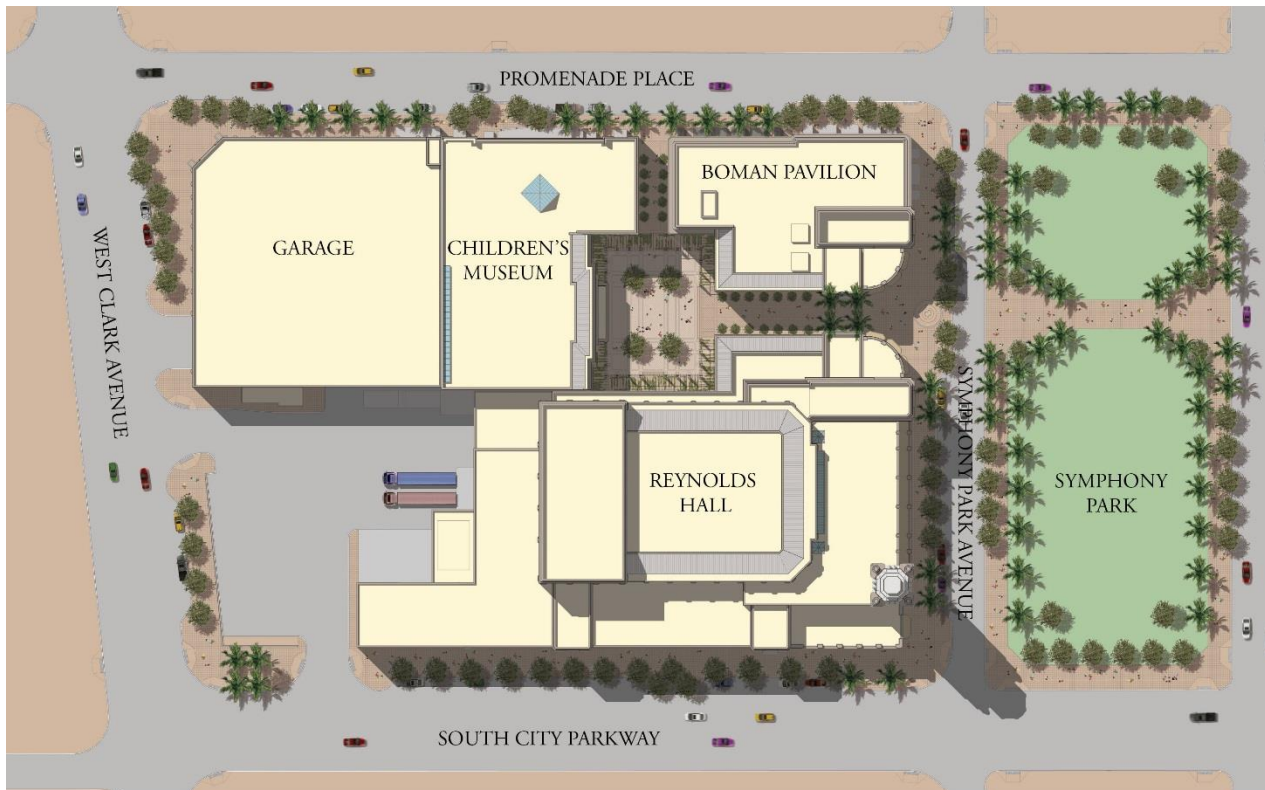 PROMENADE PLACE
BOMAN PAVILION
GARAGE
CHILDREN'S
MUSEUM
WEST CLARK AVENUE
REYNOLDS
HALL
SYMPHONY PARK AVENUE
SYMPHONY
PARK
SOUTH CITY PARKWAY